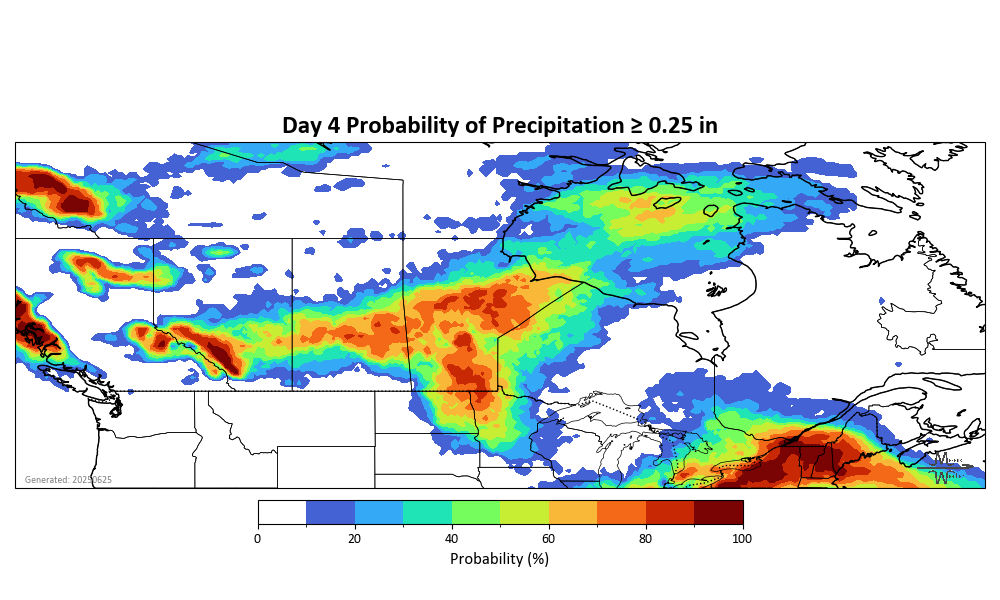 Day 4 Probability of Precipitation ≥ 0.25 in
Generated: 20250625
0 20 40 60 80 100
Probability (%)